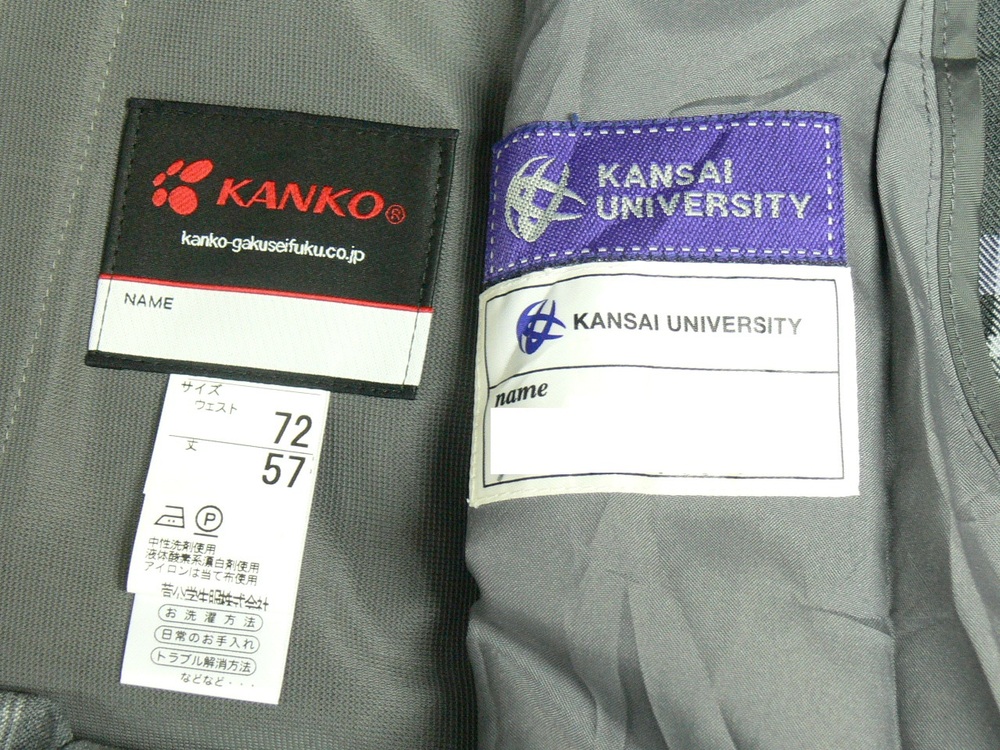 KANKO®
kanko-gakuseifuku.co.jp
NAME
サイズ
ウェスト
72
丈
57
P
中性洗剤使用
液体酸素系漂白剤使用
アイロンは当て布使用
お洗濯方法
日常のお手入れ
トラブル解消方法
などなど・・・
KANSAI
UNIVERSITY
KANSAI UNIVERSITY
name